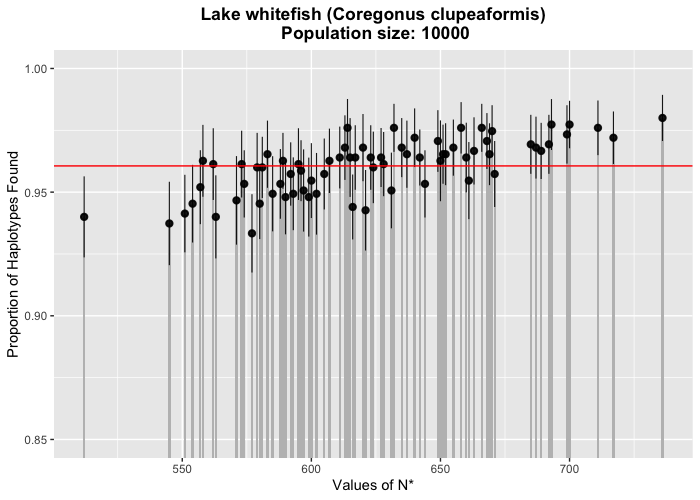 Lake whitefish (Coregonus clupeaformis)
Population size: 10000
1.00
0.95
0.90
0.85
Proportion of Haplotypes Found
550 600 650 700
Values of N*